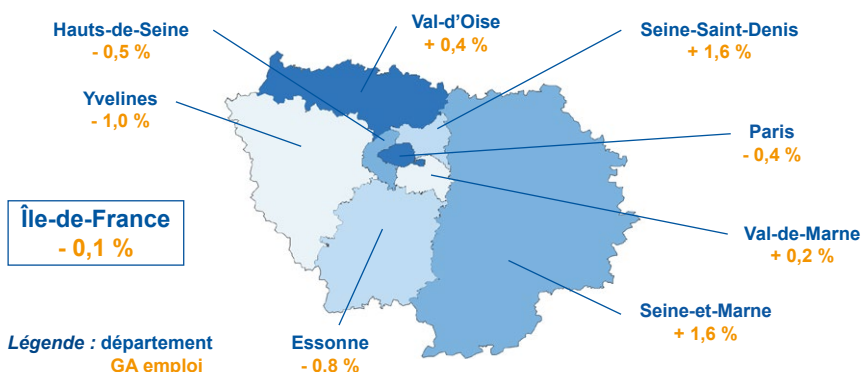 Hauts-de-Seine
- 0,5 %
Val-d’Oise
+ 0,4%
Seine-Saint-Denis
+ 1,6%
Yvelines
- 1,0 %
Paris
- 0,4%
Île-de-France
- 0,1 %
Val-de-Marne
+ 0,2%
Seine-et-Marne
+ 1,6%
Légende : département
GA emploi
Essonne
- 0,8 %